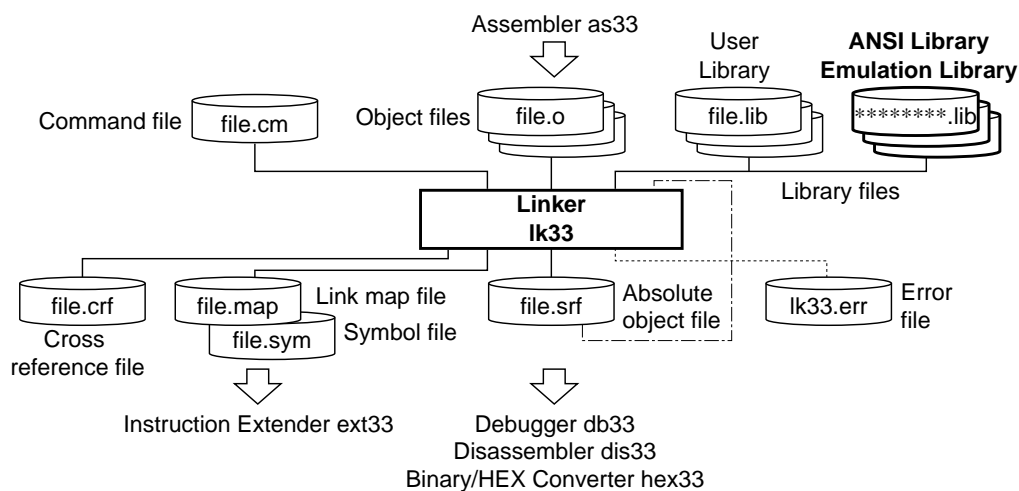 Assembler as33
User
Library
ANSI Library
Emulation Library
Command file
file.cm
Object files
file.o
file.lib
********.lib
Library files
Linker
lk33
file.crf
Cross
reference file
file.map
Link map file
file.sym
Symbol file
file.srf
Absolute
object file
lk33.err
Error
file
Instruction Extender ext33
Debugger db33
Disassembler dis33
Binary/HEX Converter hex33